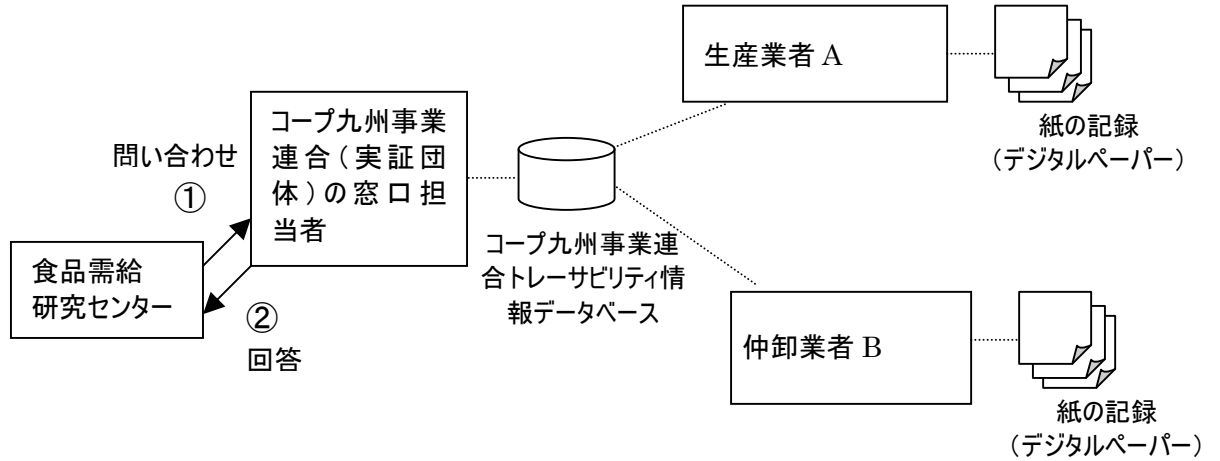 生産業者 A
紙の記録
（デジタルペーパー）
コープ九州事業
連合（実証団
体）の窓口担
当者
問い合わせ
①
食品需給
研究センター
②
回答
コープ九州事業連
合トレーサビリティ情
報データベース
仲卸業者 B
紙の記録
（デジタルペーパー）